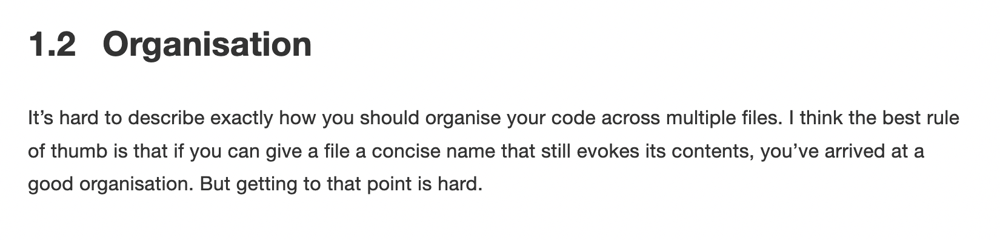 1.2 Organisation
It’s hard to describe exactly how you should organise your code across multiple files. I think the best rule
of thumb is that if you can give a file a concise name that still evokes its contents, you’ve arrived at a
good organisation. But getting to that point is hard.